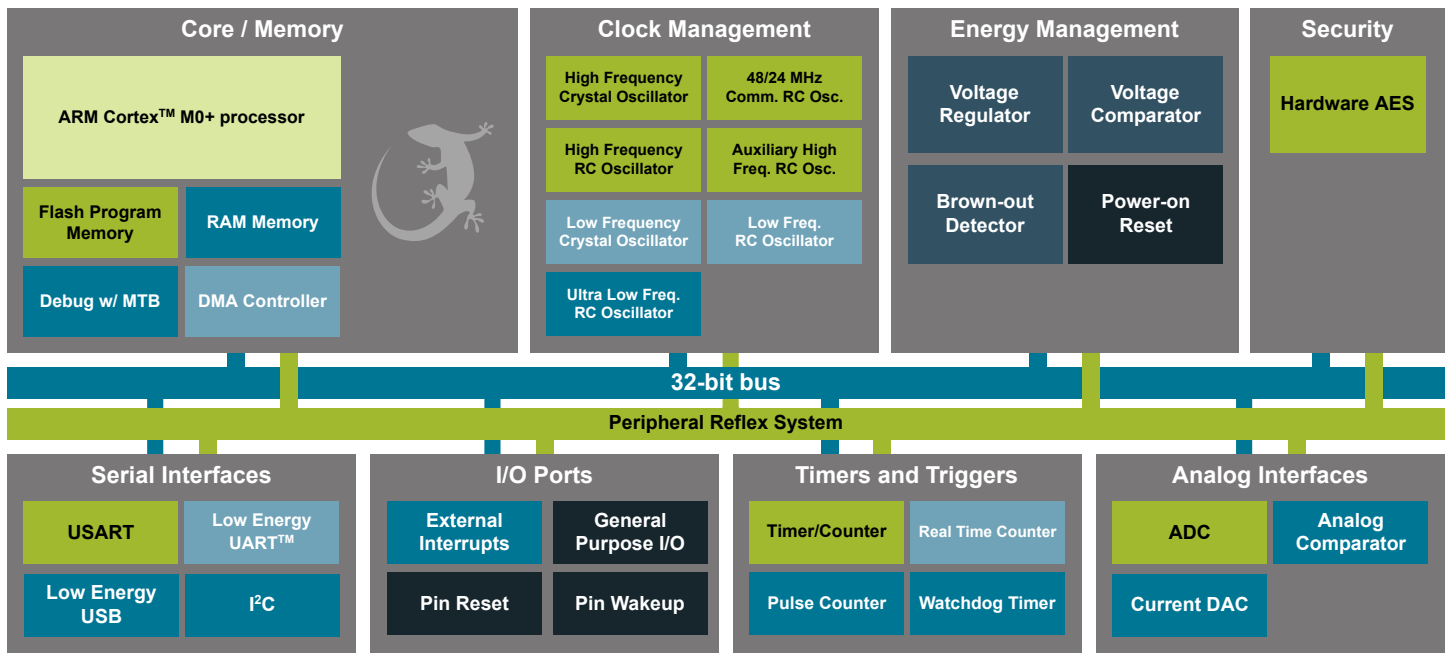 Core / Memory
ARM Cortex™ M0+ processor
Flash Program
Memory
RAM Memory
Debug w/ MTB
DMA Controller
Clock Management
High Frequency
Crystal Oscillator
48/24 MHz
Comm. RC Osc.
High Frequency
RC Oscillator
Auxiliary High
Freq. RC Osc.
Low Frequency
Crystal Oscillator
Low Freq.
RC Oscillator
Ultra Low Freq.
RC Oscillator
Energy Management
Voltage
Regulator
Voltage
Comparator
Brown-out
Detector
Power-on
Reset
Security
Hardware AES
32-bit bus
Peripheral Reflex System
Serial Interfaces
USART
Low Energy
UART™
Low Energy
USB
I²C
I/O Ports
External
Interrupts
General
Purpose I/O
Pin Reset
Pin Wakeup
Timers and Triggers
Timer/Counter
Real Time Counter
Pulse Counter
Watchdog Timer
Analog Interfaces
ADC
Analog
Comparator
Current DAC